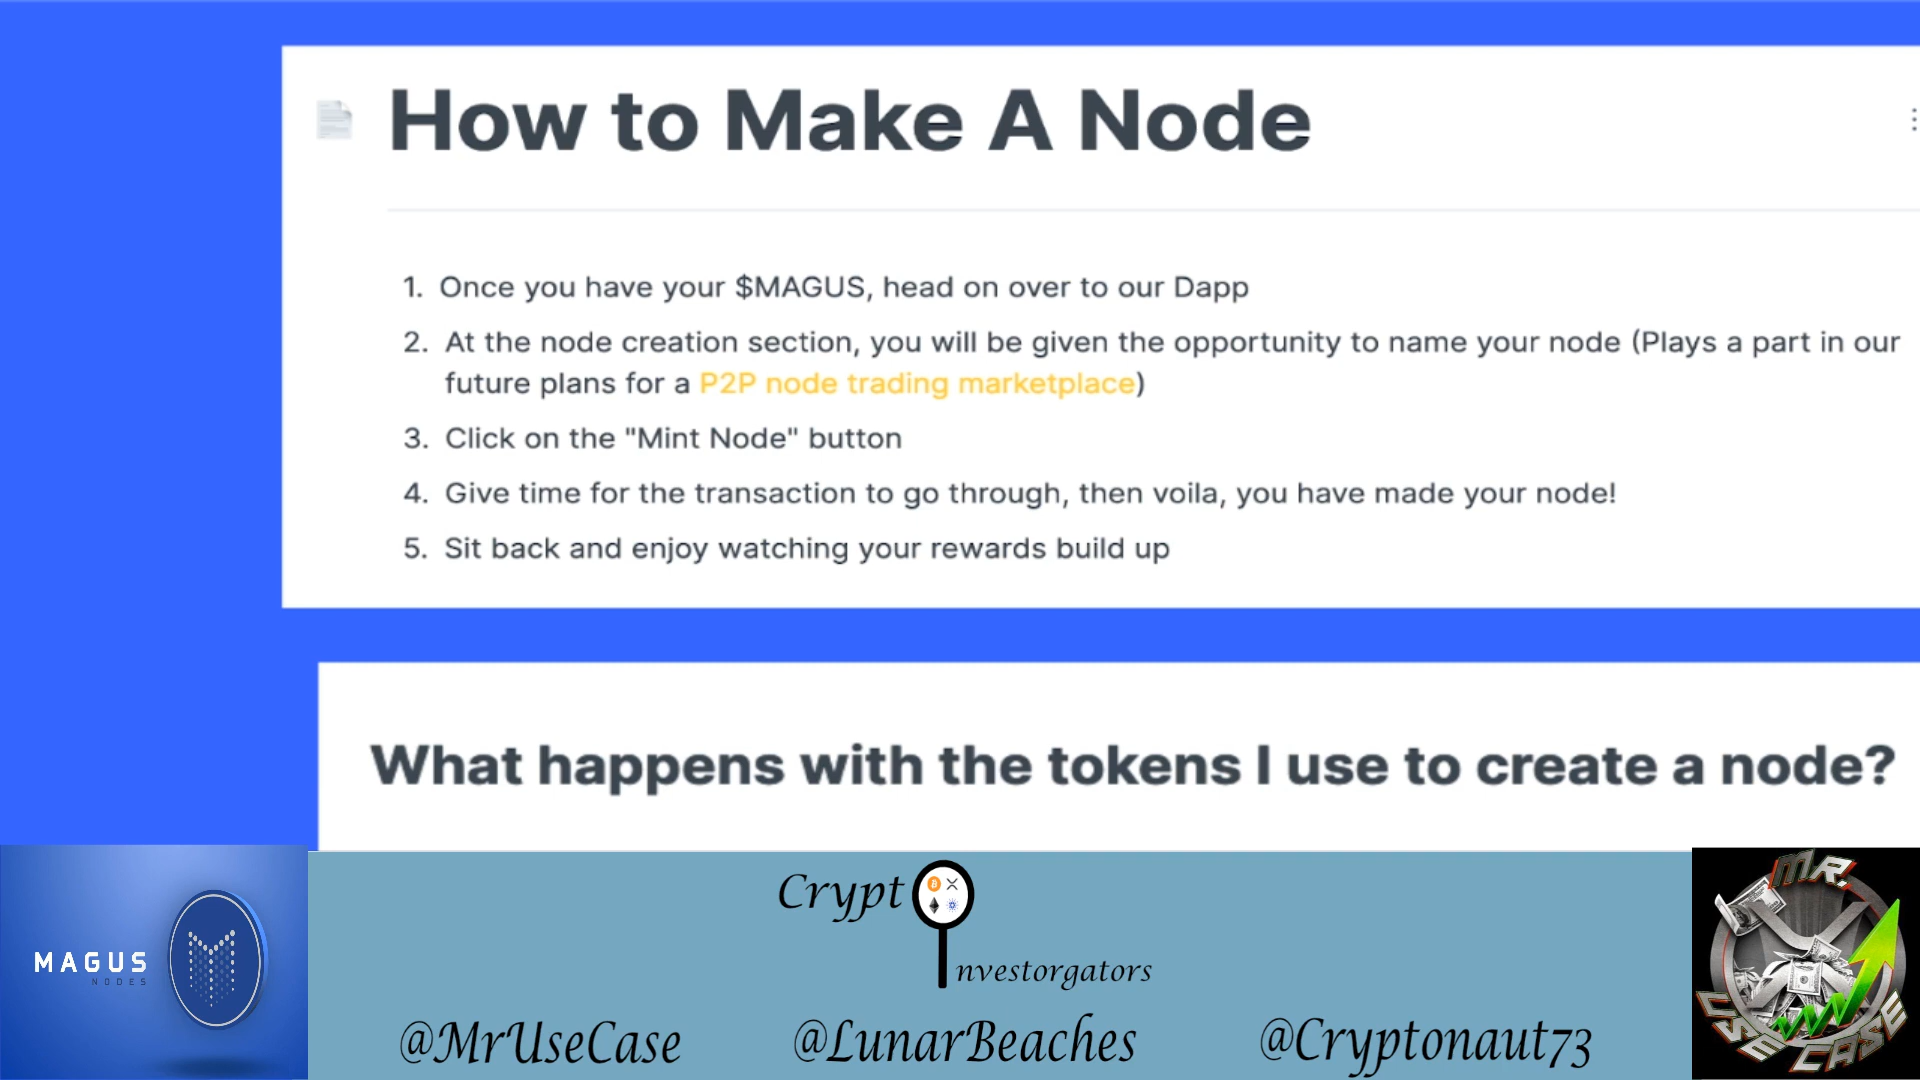 How to Make A Node
1. Once you have your $MAGUS, head on over to our Dapp
2. At the node creation section, you will be given the opportunity to name your node (Plays a part in our
future plans for a P2P node trading marketplace)
3. Click on the "Mint Node" button
4. Give time for the transaction to go through, then voila, you have made your node!
5. Sit back and enjoy watching your rewards build up
What happens with the tokens I use to create a node?
MAGUS
NODES
Crypt
nvestorgators
@MrUseCase @LunarBeaches @Cryptonaut73
MR.
USE CASE